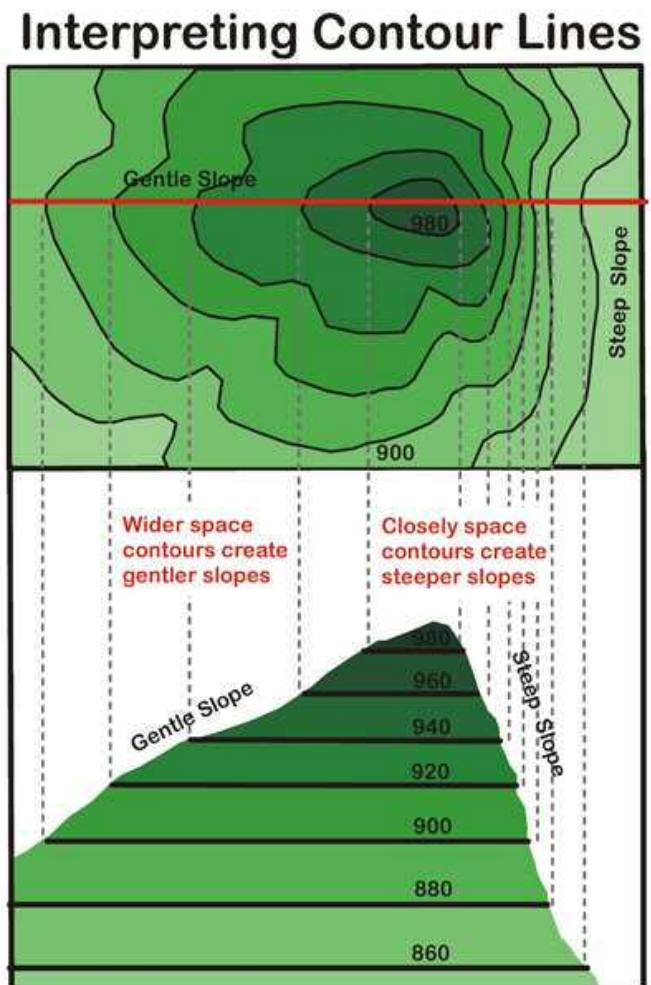 Interpreting Contour Lines
Gentle Slope
980
Steep Slope
900
Wider space
contours create
gentler slopes
Closely space
contours create
steeper slopes
980
960
940
920
900
880
860
Gentle Slope
Steep Slope